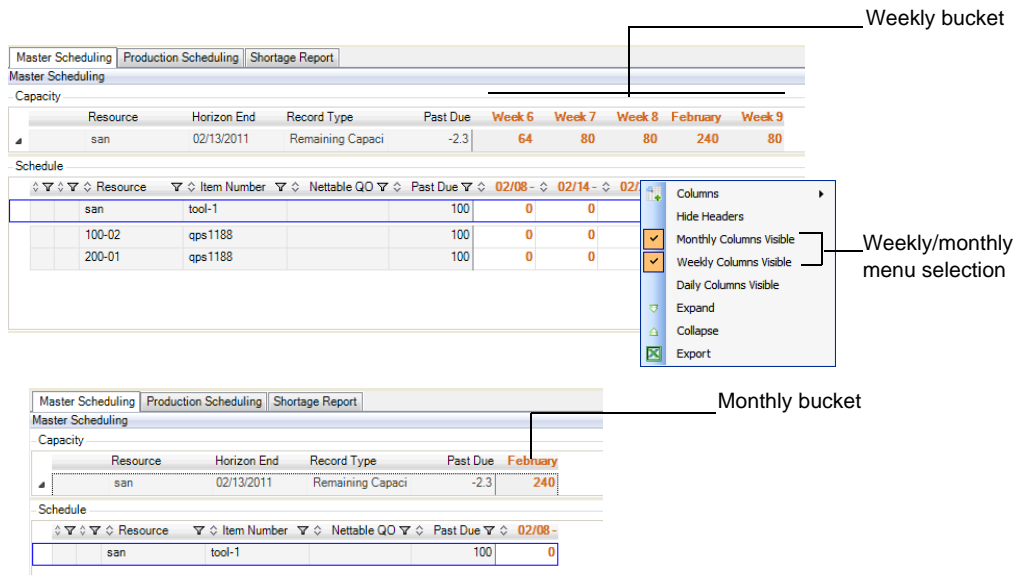 Weekly bucket
Master Scheduling Production Scheduling Shortage Report
Master Scheduling
Capacity
Resource Horizon End Record Type Past Due Week 6 Week 7 Week 8 February Week 9
san 02/13/2011 Remaining Capaci -2.3 64 80 80 240 80
Schedule
Resource Item Number Nettable QO Past Due 02/08 - 02/14 - 02/
san tool-1 100 0 0
100-02 qps1188 100 0 0
200-01 qps1188 100 0 0
Columns
Hide Headers
Monthly Columns Visible
Weekly Columns Visible
Daily Columns Visible
Expand
Collapse
Export
Weekly/monthly
menu selection
Monthly bucket
Master Scheduling Production Scheduling Shortage Report
Master Scheduling
Capacity
Resource Horizon End Record Type Past Due February
san 02/13/2011 Remaining Capaci -2.3 240
Schedule
Resource Item Number Nettable QO Past Due 02/08 -
san tool-1 100 0